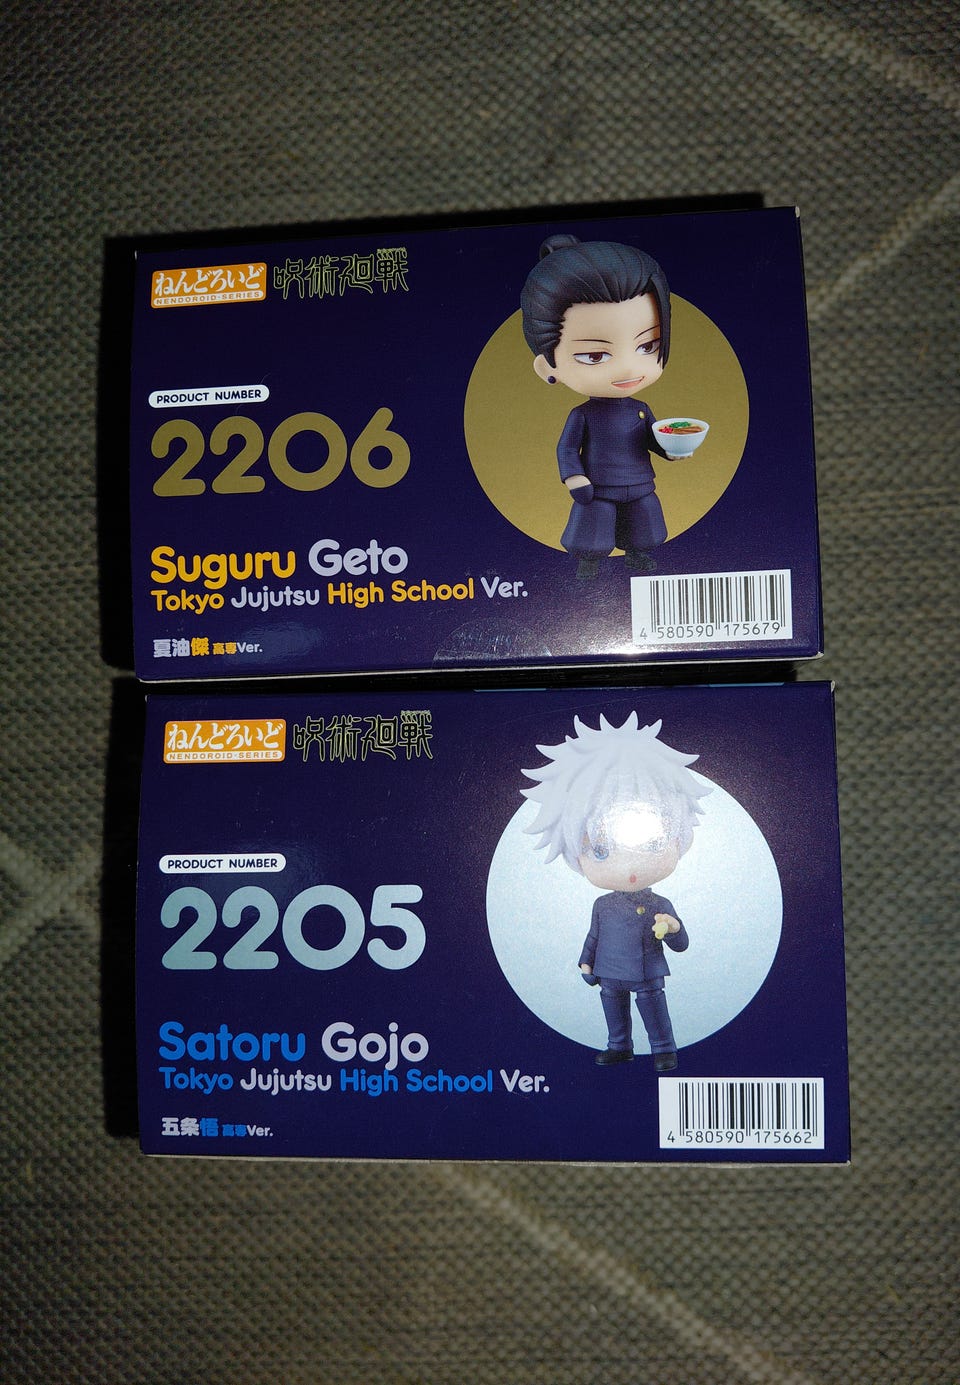 ねんどろいど
NENDOROID·SERIES
呪術廻戦
PRODUCT NUMBER
2206
Suguru Geto
Tokyo Jujutsu High School Ver.
夏油傑 高専Ver.
4 580590 175679
ねんどろいど
NENDOROID·SERIES
呪術廻戦
PRODUCT NUMBER
2205
Satoru Gojo
Tokyo Jujutsu High School Ver.
五条悟 高専Ver.
4 580590 175662